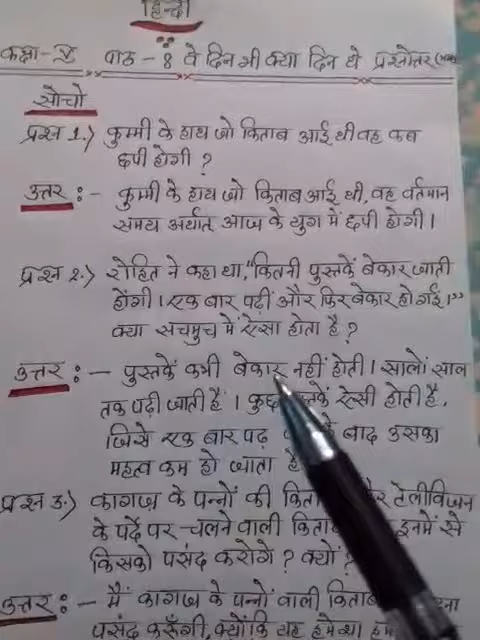 हिन्दी
कक्षा - V पाठ - 8 वे दिन भी क्या दिन थे प्रश्नोत्तर
सोचो
प्रश्न 1.) कुम्मी के हाथ जो किताब आई थी वह कब
छपी होगी ?
उत्तर :- कुम्मी के हाथ जो किताब आई थी, वह वर्तमान
समय अर्थात् आज के युग में छपी होगी।
प्रश्न 2.) रोहित ने कहा था, "कितनी पुस्तकें बेकार जाती
होंगी। एक बार पढ़ी और फिर बेकार हो गई।"
क्या सचमुच में ऐसा होता है ?
उत्तर :- पुस्तकें कभी बेकार नहीं होती। सालों साल
तक पढ़ी जाती हैं। कुछ ऐसी होती है,
जिसे एक बार पढ़ बाद उसका
महत्व कम हो जाता है
प्रश्न 3.) कागज के पन्नों की टेलीविजन
के पर्दे पर चलने वाली इनमें से
किसको पसंद करोगे ? क्यों ?
उत्तर :- मैं कागज के पन्नों वाली किताब
पसंद करूँगी, क्योंकि यह हमेशा